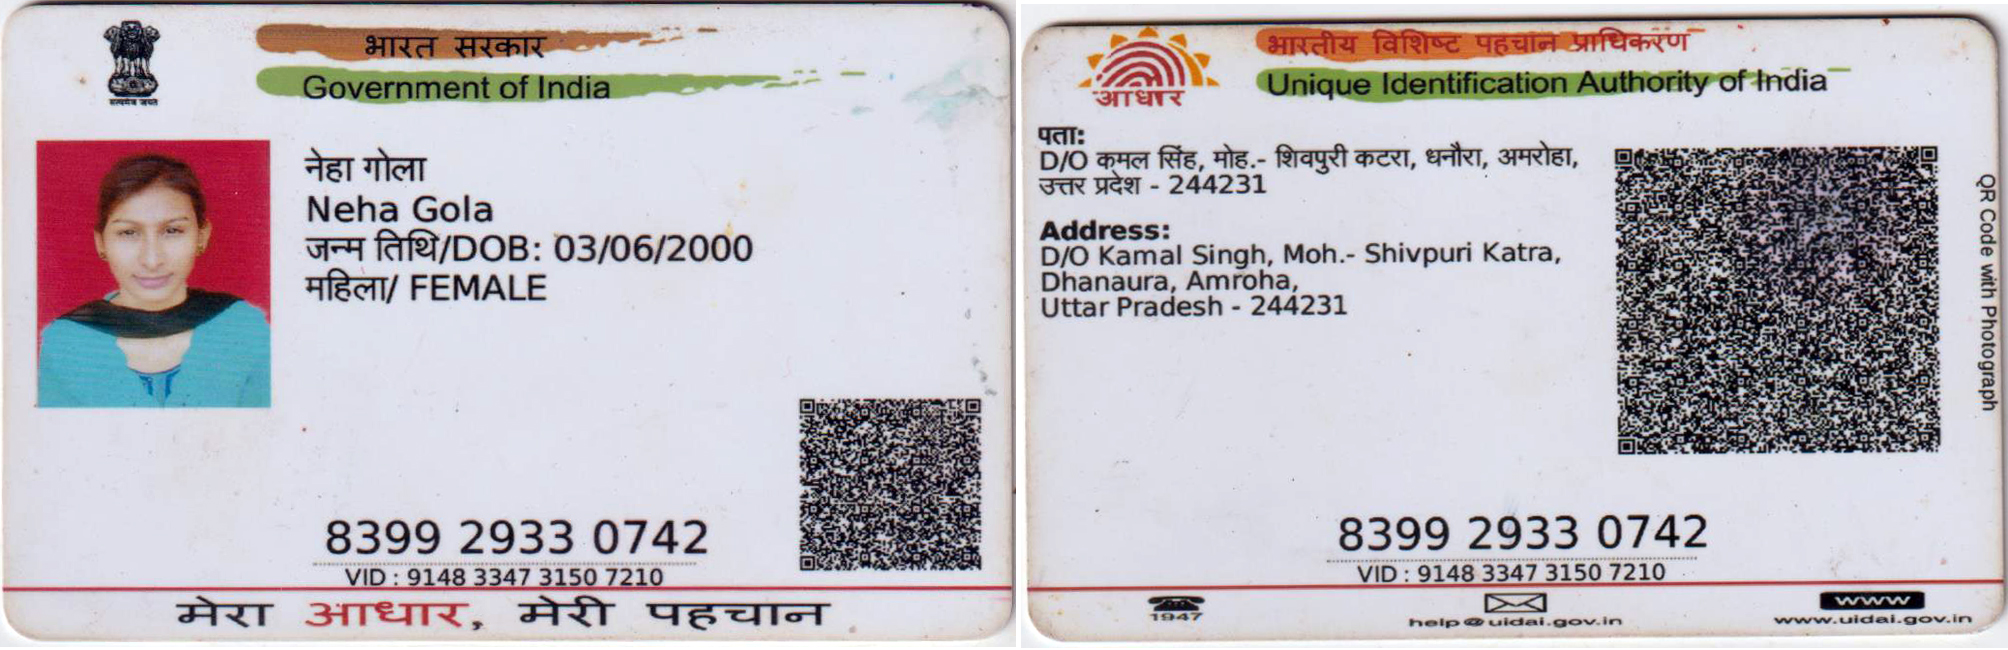 भारत सरकार
Government of India
सत्यमेव जयते
नेहा गोला
Neha Gola
जन्म तिथि/DOB: 03/06/2000
महिला/ FEMALE
8399 2933 0742
VID : 9148 3347 3150 7210
मेरा आधार, मेरी पहचान
भारतीय विशिष्ट पहचान प्राधिकरण
Unique Identification Authority of India
आधार
पता:
D/O कमल सिंह, मोह.- शिवपुरी कटरा, धनौरा, अमरोहा,
उत्तर प्रदेश - 244231
Address:
D/O Kamal Singh, Moh.- Shivpuri Katra,
Dhanaura, Amroha,
Uttar Pradesh - 244231
QR Code with Photograph
8399 2933 0742
VID : 9148 3347 3150 7210
1947
help@uidai.gov.in
www
www.uidai.gov.in